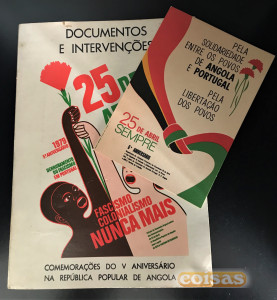 DOCUMENTOS
E INTERVENÇÕES
25
DE
1974
FASCISMO
COLONIALISMO
NUNCA MAIS
COMEMORAÇÕES DO V ANIVERSÁRIO
NA REPÚBLICA POPULAR DE ANGOLA
PELA
SOLIDARIEDADE
ENTRE OS POVOS
DE ANGOLA
E PORTUGAL
PELA
LIBERTAÇÃO
DOS POVOS
25 DE ABRIL
SEMPRE
coisas